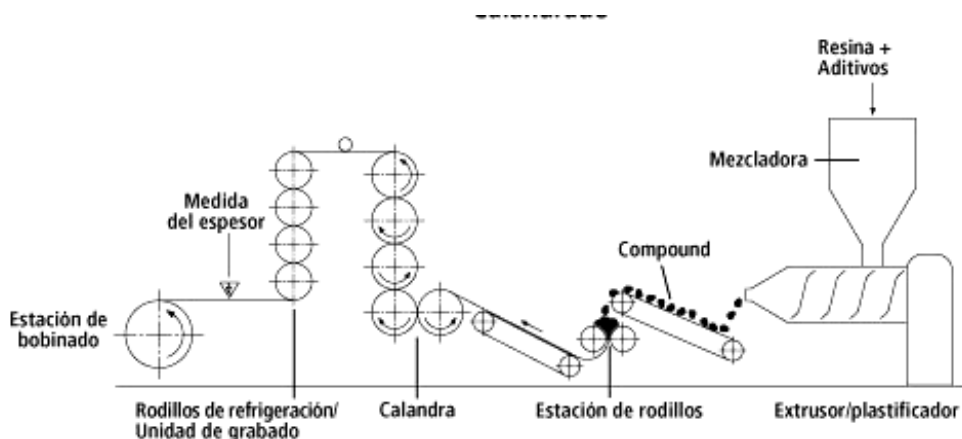 Resina +
Aditivos
Mezcladora
Medida
del espesor
Compound
Estación de
bobinado
Rodillos de refrigeración/
Unidad de grabado
Calandra
Estación de rodillos
Extrusor/plastificador